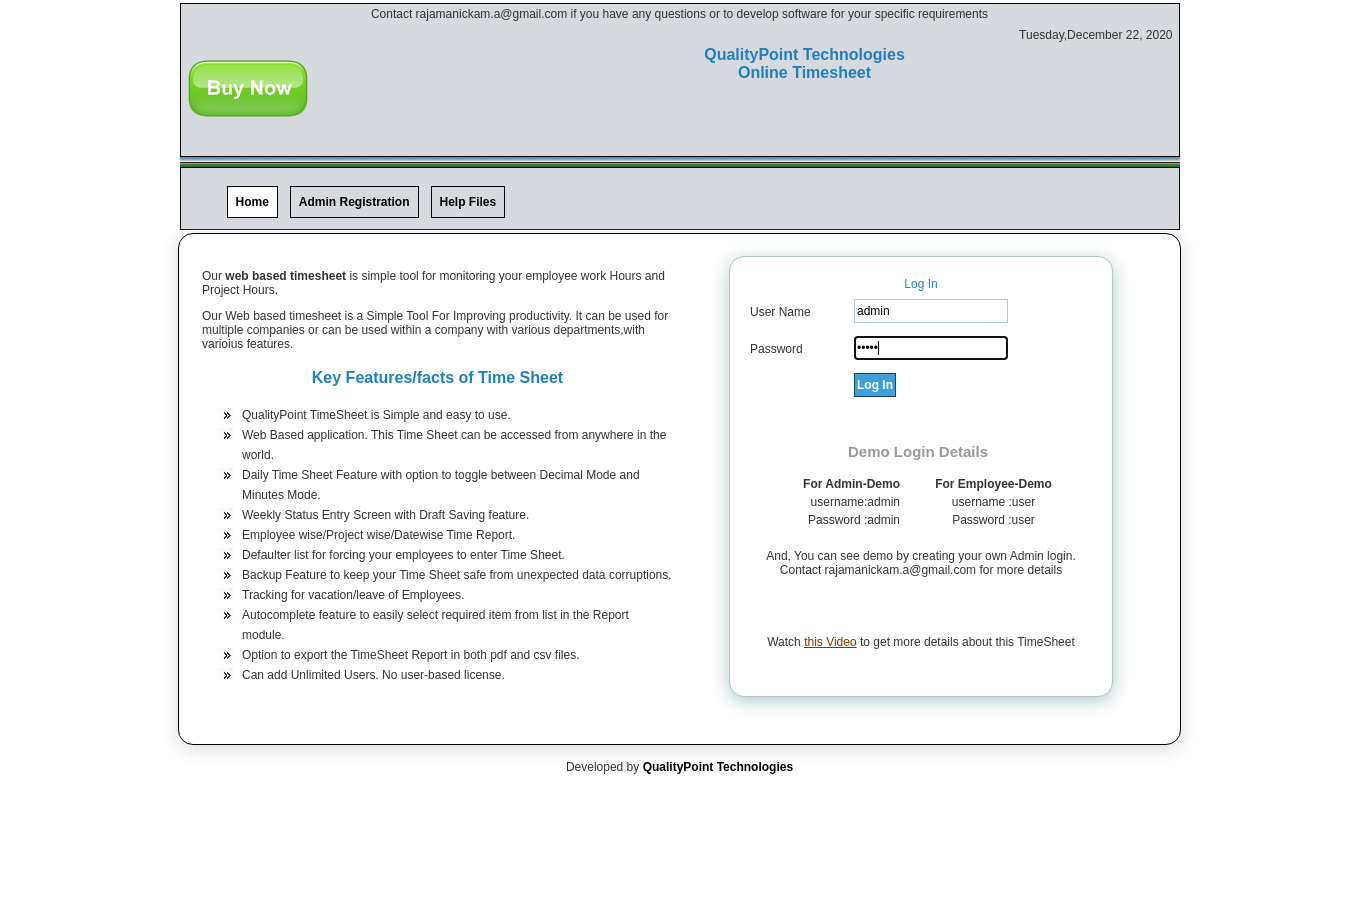 Contact rajamanickam.a@gmail.com if you have any questions or to develop software for your specific requirements
Tuesday,December 22, 2020
QualityPoint Technologies
Online Timesheet
Buy Now
Home
Admin Registration
Help Files
Our web based timesheet is simple tool for monitoring your employee work Hours and
Project Hours.
Our Web based timesheet is a Simple Tool For Improving productivity. It can be used for
multiple companies or can be used within a company with various departments,with
varioius features.
Key Features/facts of Time Sheet
QualityPoint TimeSheet is Simple and easy to use.
Web Based application. This Time Sheet can be accessed from anywhere in the
world.
Daily Time Sheet Feature with option to toggle between Decimal Mode and
Minutes Mode.
Weekly Status Entry Screen with Draft Saving feature.
Employee wise/Project wise/Datewise Time Report.
Defaulter list for forcing your employees to enter Time Sheet.
Backup Feature to keep your Time Sheet safe from unexpected data corruptions.
Tracking for vacation/leave of Employees.
Autocomplete feature to easily select required item from list in the Report
module.
Option to export the TimeSheet Report in both pdf and csv files.
Can add Unlimited Users. No user-based license.
Log In
User Name admin
Password •••••
Log In
Demo Login Details
For Admin-Demo For Employee-Demo
username:admin username :user
Password :admin Password :user
And, You can see demo by creating your own Admin login.
Contact rajamanickam.a@gmail.com for more details
Watch this Video to get more details about this TimeSheet
Developed by QualityPoint Technologies